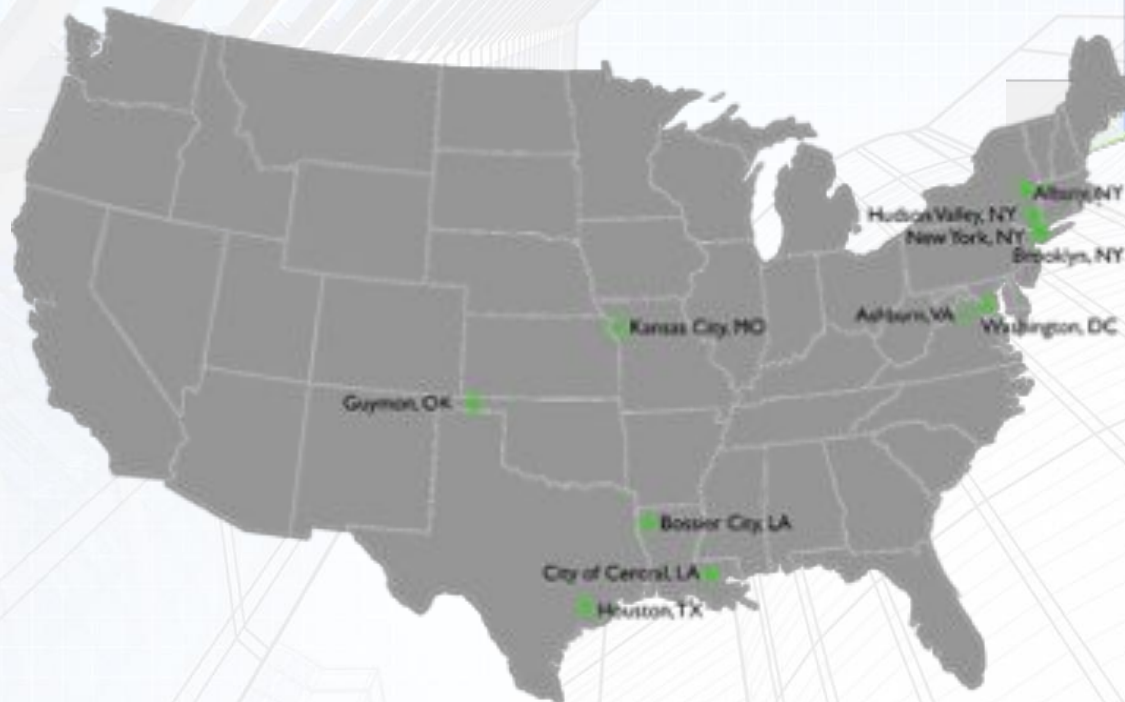 Albany, NY
Hudson Valley, NY
New York, NY
Brooklyn, NY
Ashburn, VA
Washington, DC
Kansas City, MO
Guymon, OK
Bossier City, LA
City of Central, LA
Houston, TX